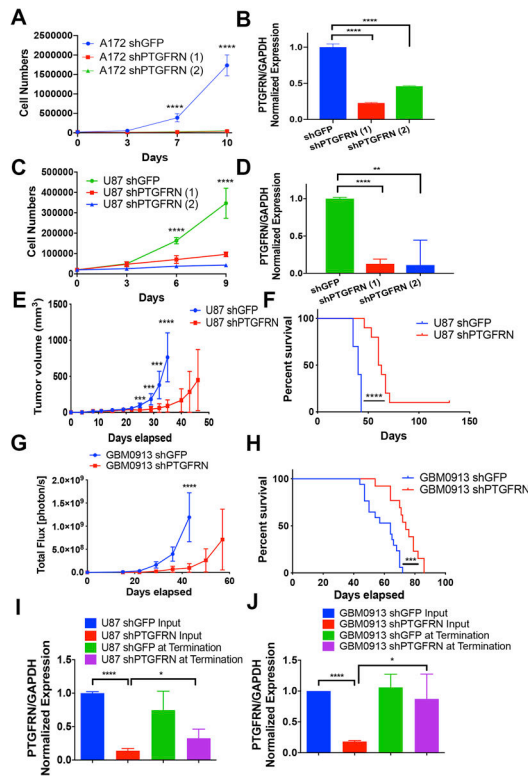 A
A172 shGFP
A172 shPTGFRN (1)
A172 shPTGFRN (2)
Cell Numbers
2500000
2000000
1500000
1000000
500000
0
****
****
0 3 7 10
Days
B
PTGFRN/GAPDH
Normalized Expression
1.5
1.0
0.5
0.0
****
****
shGFP
shPTGFRN (1)
shPTGFRN (2)
C
U87 shGFP
U87 shPTGFRN (1)
U87 shPTGFRN (2)
Cell Numbers
500000
400000
300000
200000
100000
0
****
****
0 3 6 9
Days
D
PTGFRN/GAPDH
Normalized Expression
1.5
1.0
0.5
0.0
**
****
shGFP
shPTGFRN (1)
shPTGFRN (2)
E
U87 shGFP
U87 shPTGFRN
Tumor volume (mm3)
1500
1000
500
0
***
***
***
****
0 10 20 30 40 50
Days elapsed
F
U87 shGFP
U87 shPTGFRN
Percent survival
100
50
0
****
0 50 100 150
Days
G
GBM0913 shGFP
GBM0913 shPTGFRN
Total Flux [photon/s]
2.0×10⁹
1.5×10⁹
1.0×10⁹
5.0×10⁸
0
****
0 20 40 60
Days elapsed
H
GBM0913 shGFP
GBM0913 shPTGFRN
Percent survival
100
50
0
***
0 20 40 60 80 100
Days elapsed
I
U87 shGFP Input
U87 shPTGFRN Input
U87 shGFP at Termination
U87 shPTGFRN at Termination
PTGFRN/GAPDH
Normalized Expression
1.5
1.0
0.5
0.0
****
*
J
GBM0913 shGFP Input
GBM0913 shPTGFRN Input
GBM0913 shGFP at Termination
GBM0913 shPTGFRN at Termination
PTGFRN/GAPDH
Normalized Expression
1.5
1.0
0.5
0.0
****
*